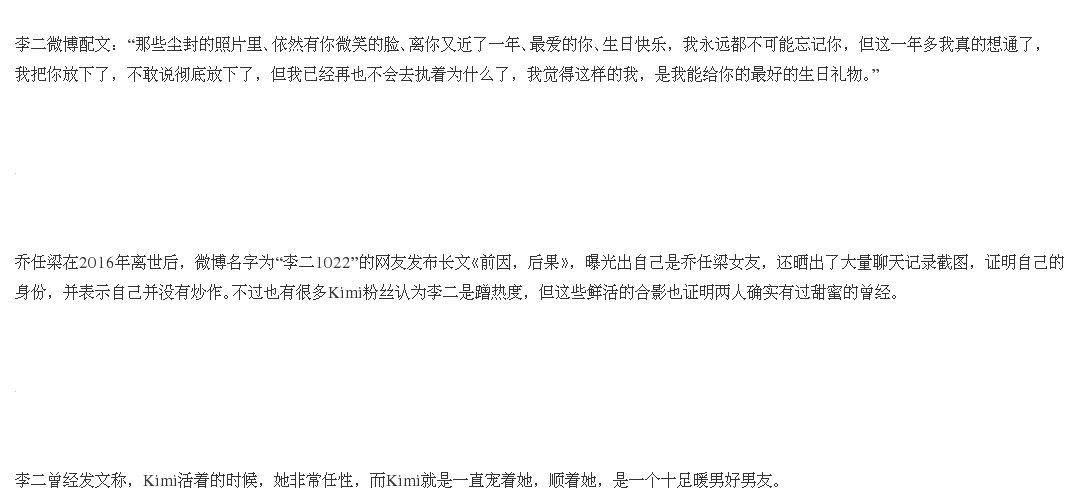 李二微博配文：“那些尘封的照片里、依然有你微笑的脸、离你又近了一年、最爱的你、生日快乐，我永远都不可能忘记你，但这一年多我真的想通了，
我把你放下了，不敢说彻底放下了，但我已经再也不会去执着为什么了，我觉得这样的我，是我能给你的最好的生日礼物。”
乔任梁在2016年离世后，微博名字为“李二1022”的网友发布长文《前因，后果》，曝光出自己是乔任梁女友，还晒出了大量聊天记录截图，证明自己的
身份，并表示自己并没有炒作。不过也有很多Kimi粉丝认为李二是蹭热度，但这些鲜活的合影也证明两人确实有过甜蜜的曾经。
李二曾经发文称，Kimi活着的时候，她非常任性，而Kimi就是一直宠着她，顺着她，是一个十足暖男好男友。